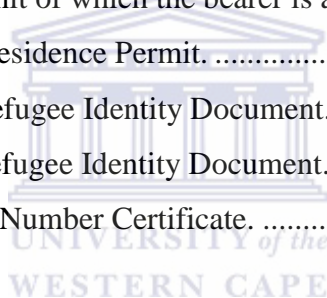 of which the bearer is a
esidence Permit. ..............
efugee Identity Document.
efugee Identity Document.
Number Certificate. .........
UNIVERSITY of the
WESTERN CAPE